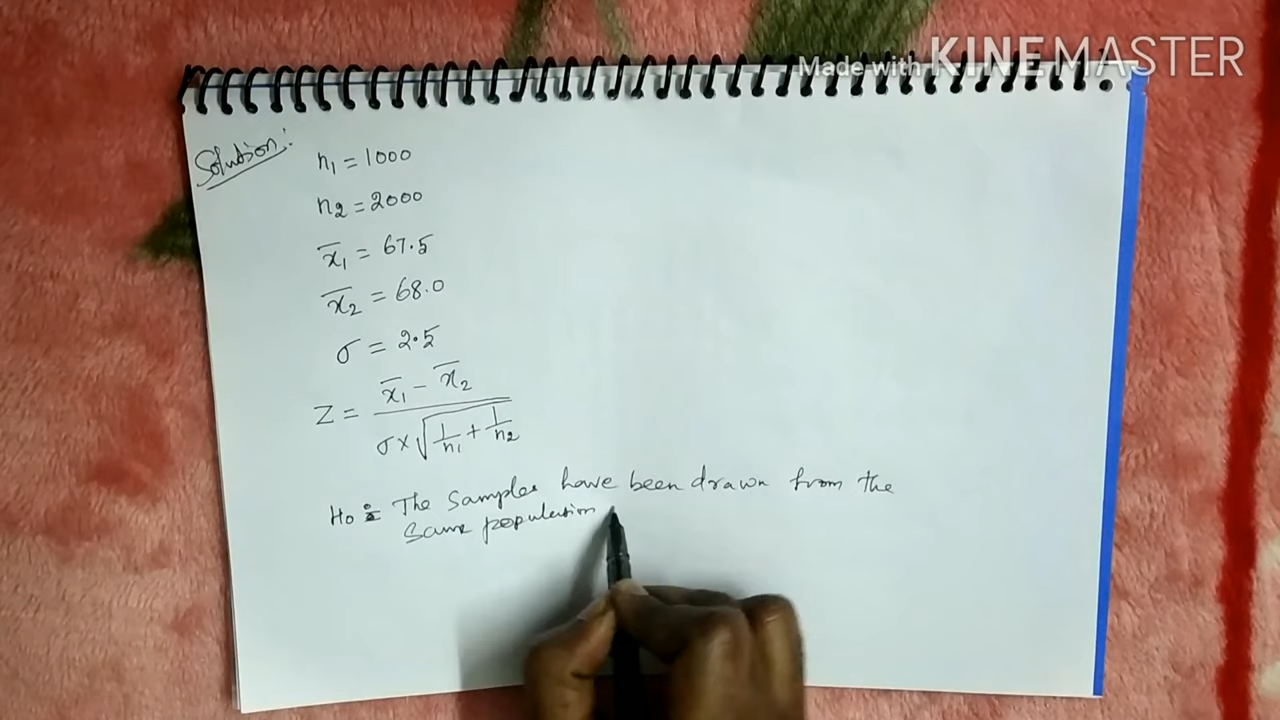 Made with KINEMASTER
Solution:
n₁ = 1000
n₂ = 2000
x̄₁ = 67.5
x̄₂ = 68.0
σ = 2.5
Z = (x̄₁ - x̄₂) / (σ × √(1/n₁ + 1/n₂))
H₀ : The samples have been drawn from the
same population.